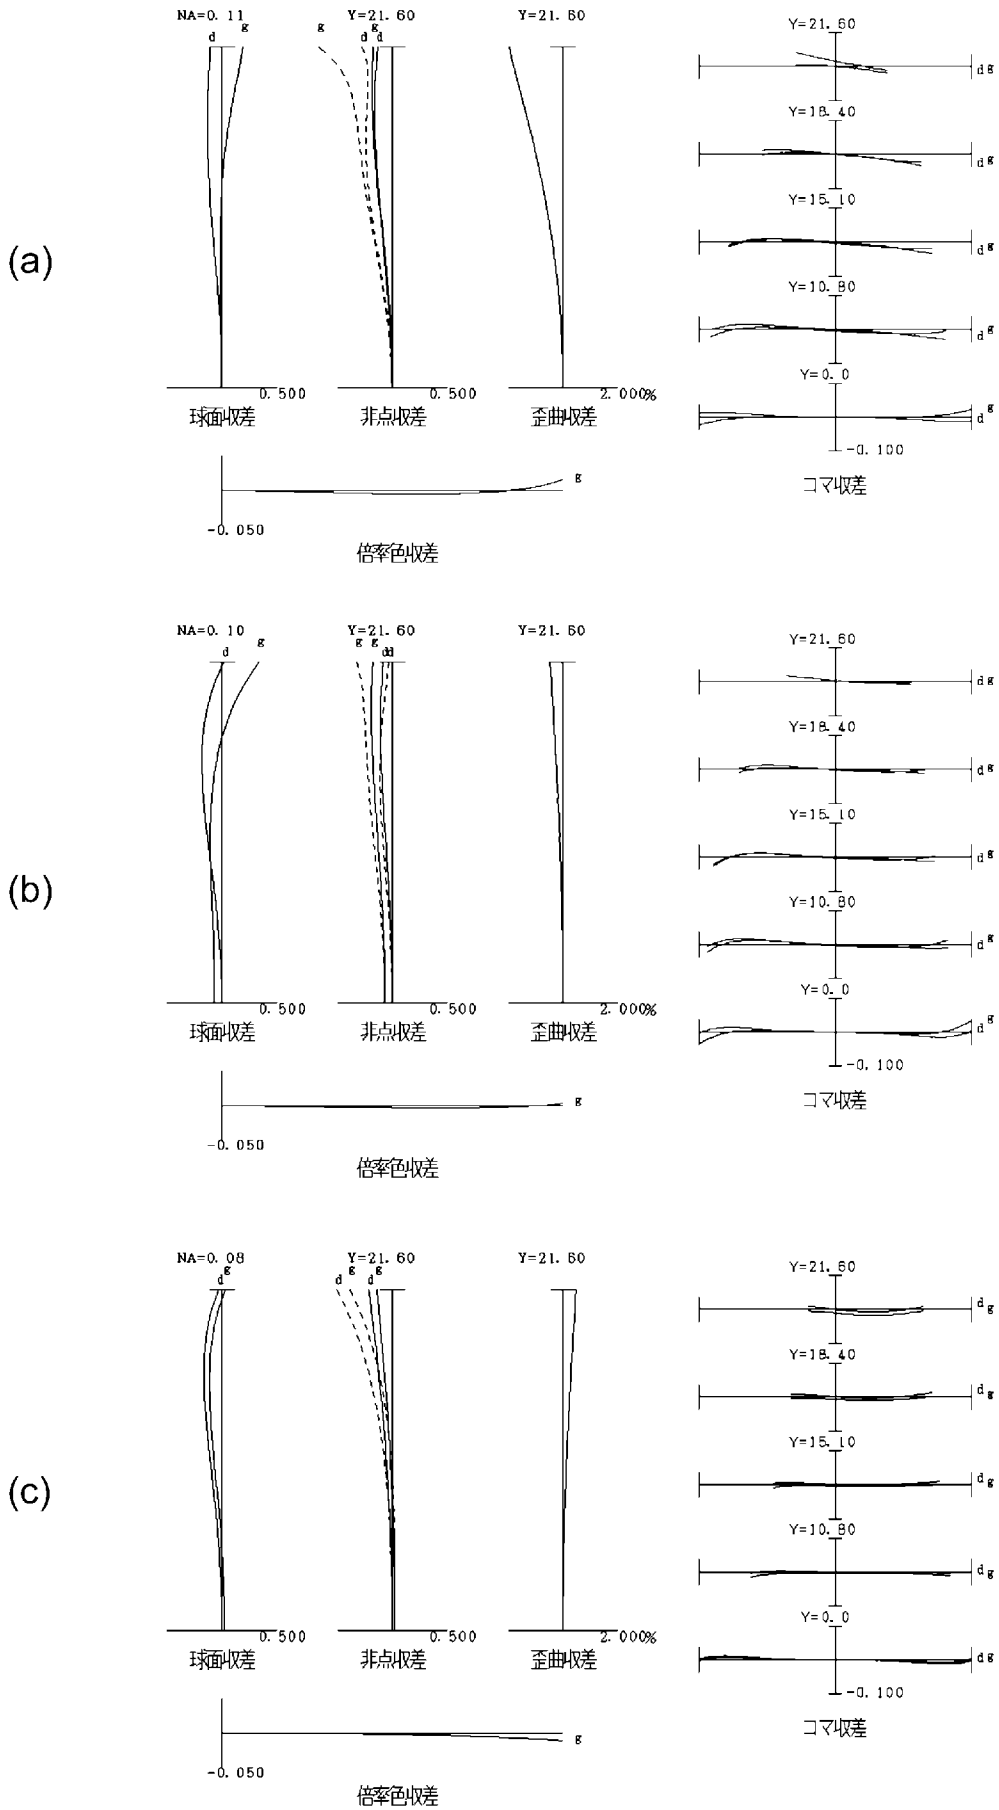 (a)
NA=0.11
d g
0.500
球面収差
Y=21.60
g d g d
0.500
非点収差
Y=21.60
2.000%
歪曲収差
g
-0.050
倍率色収差
Y=21.60
d g
Y=18.40
d g
Y=15.10
d g
Y=10.80
d g
Y=0.0
d g
-0.100
コマ収差
(b)
NA=0.10
d g
0.500
球面収差
Y=21.60
g g d d
0.500
非点収差
Y=21.60
2.000%
歪曲収差
g
-0.050
倍率色収差
Y=21.60
d g
Y=18.40
d g
Y=15.10
d g
Y=10.80
d g
Y=0.0
d g
-0.100
コマ収差
(c)
NA=0.08
d g
0.500
球面収差
Y=21.60
d g d g
0.500
非点収差
Y=21.60
2.000%
歪曲収差
g
-0.050
倍率色収差
Y=21.60
d g
Y=18.40
d g
Y=15.10
d g
Y=10.80
d g
Y=0.0
d g
-0.100
コマ収差